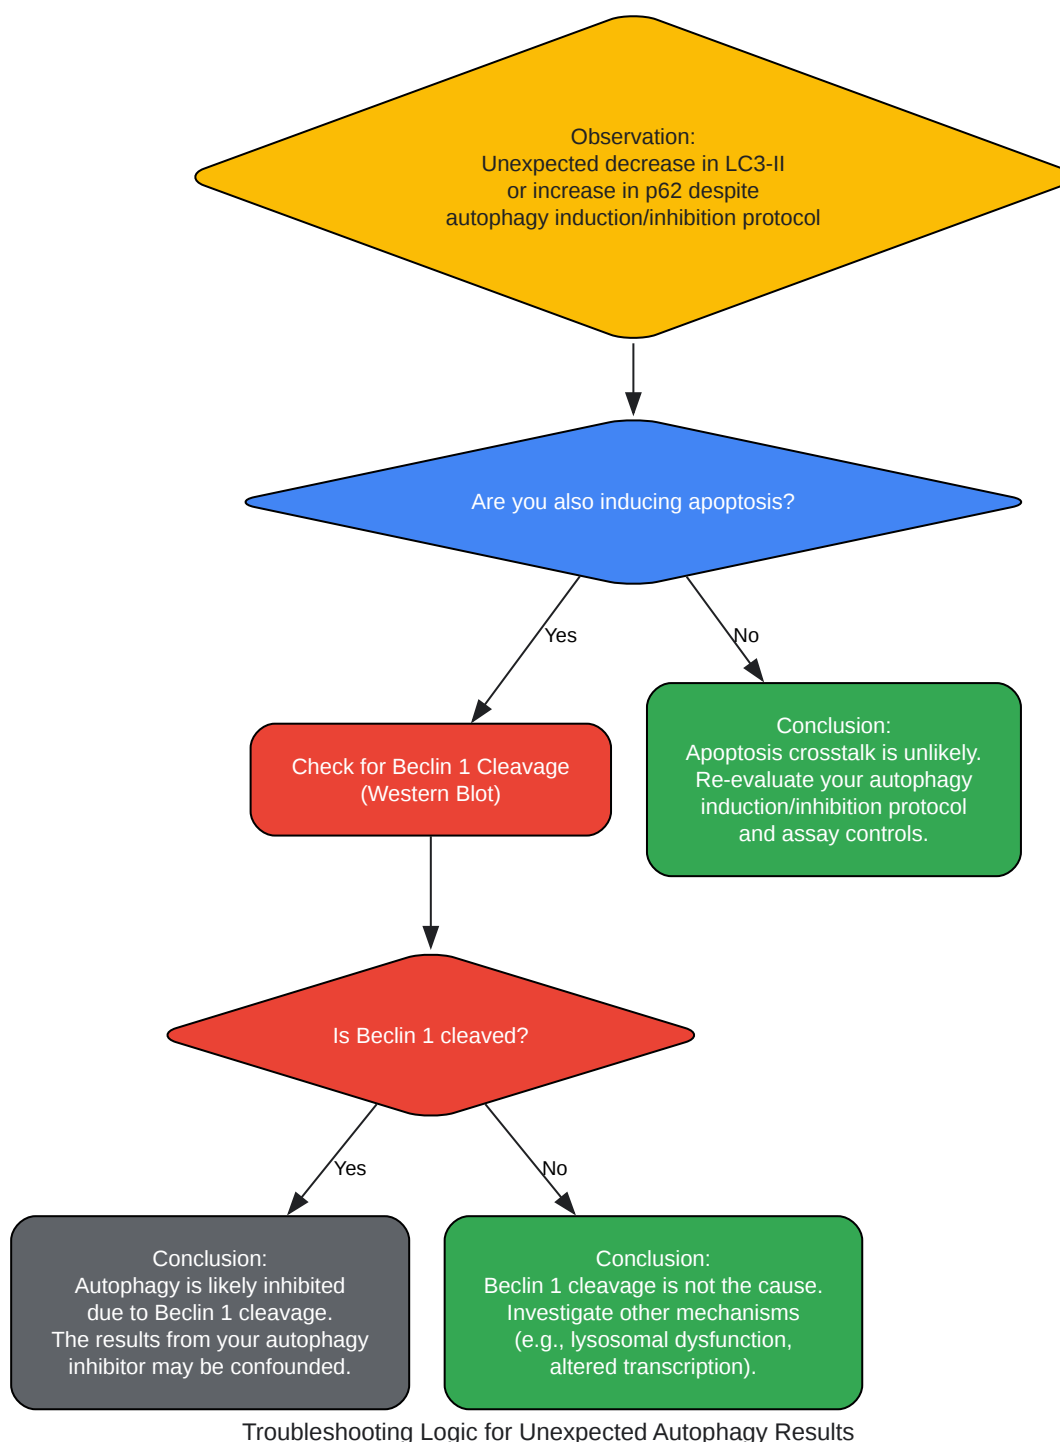 Observation:
Unexpected decrease in LC3-II
or increase in p62 despite
autophagy induction/inhibition protocol
Are you also inducing apoptosis?
Yes
No
Check for Beclin 1 Cleavage
(Western Blot)
Conclusion:
Apoptosis crosstalk is unlikely.
Re-evaluate your autophagy
induction/inhibition protocol
and assay controls.
Is Beclin 1 cleaved?
Yes
No
Conclusion:
Autophagy is likely inhibited
due to Beclin 1 cleavage.
The results from your autophagy
inhibitor may be confounded.
Conclusion:
Beclin 1 cleavage is not the cause.
Investigate other mechanisms
(e.g., lysosomal dysfunction,
altered transcription).
Troubleshooting Logic for Unexpected Autophagy Results